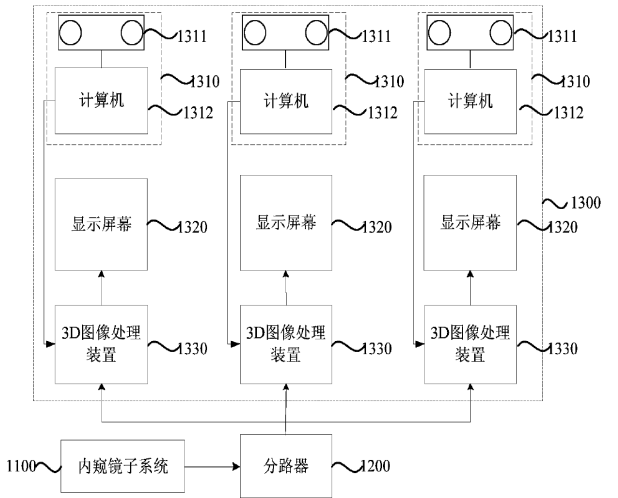 1311 1311 1311
1310 1310 1310
计算机 计算机 计算机
1312 1312 1312
1300
显示屏幕 显示屏幕 显示屏幕
1320 1320 1320
3D图像处理 3D图像处理 3D图像处理
装置 装置 装置
1330 1330 1330
1100 内窥镜子系统 分路器 1200